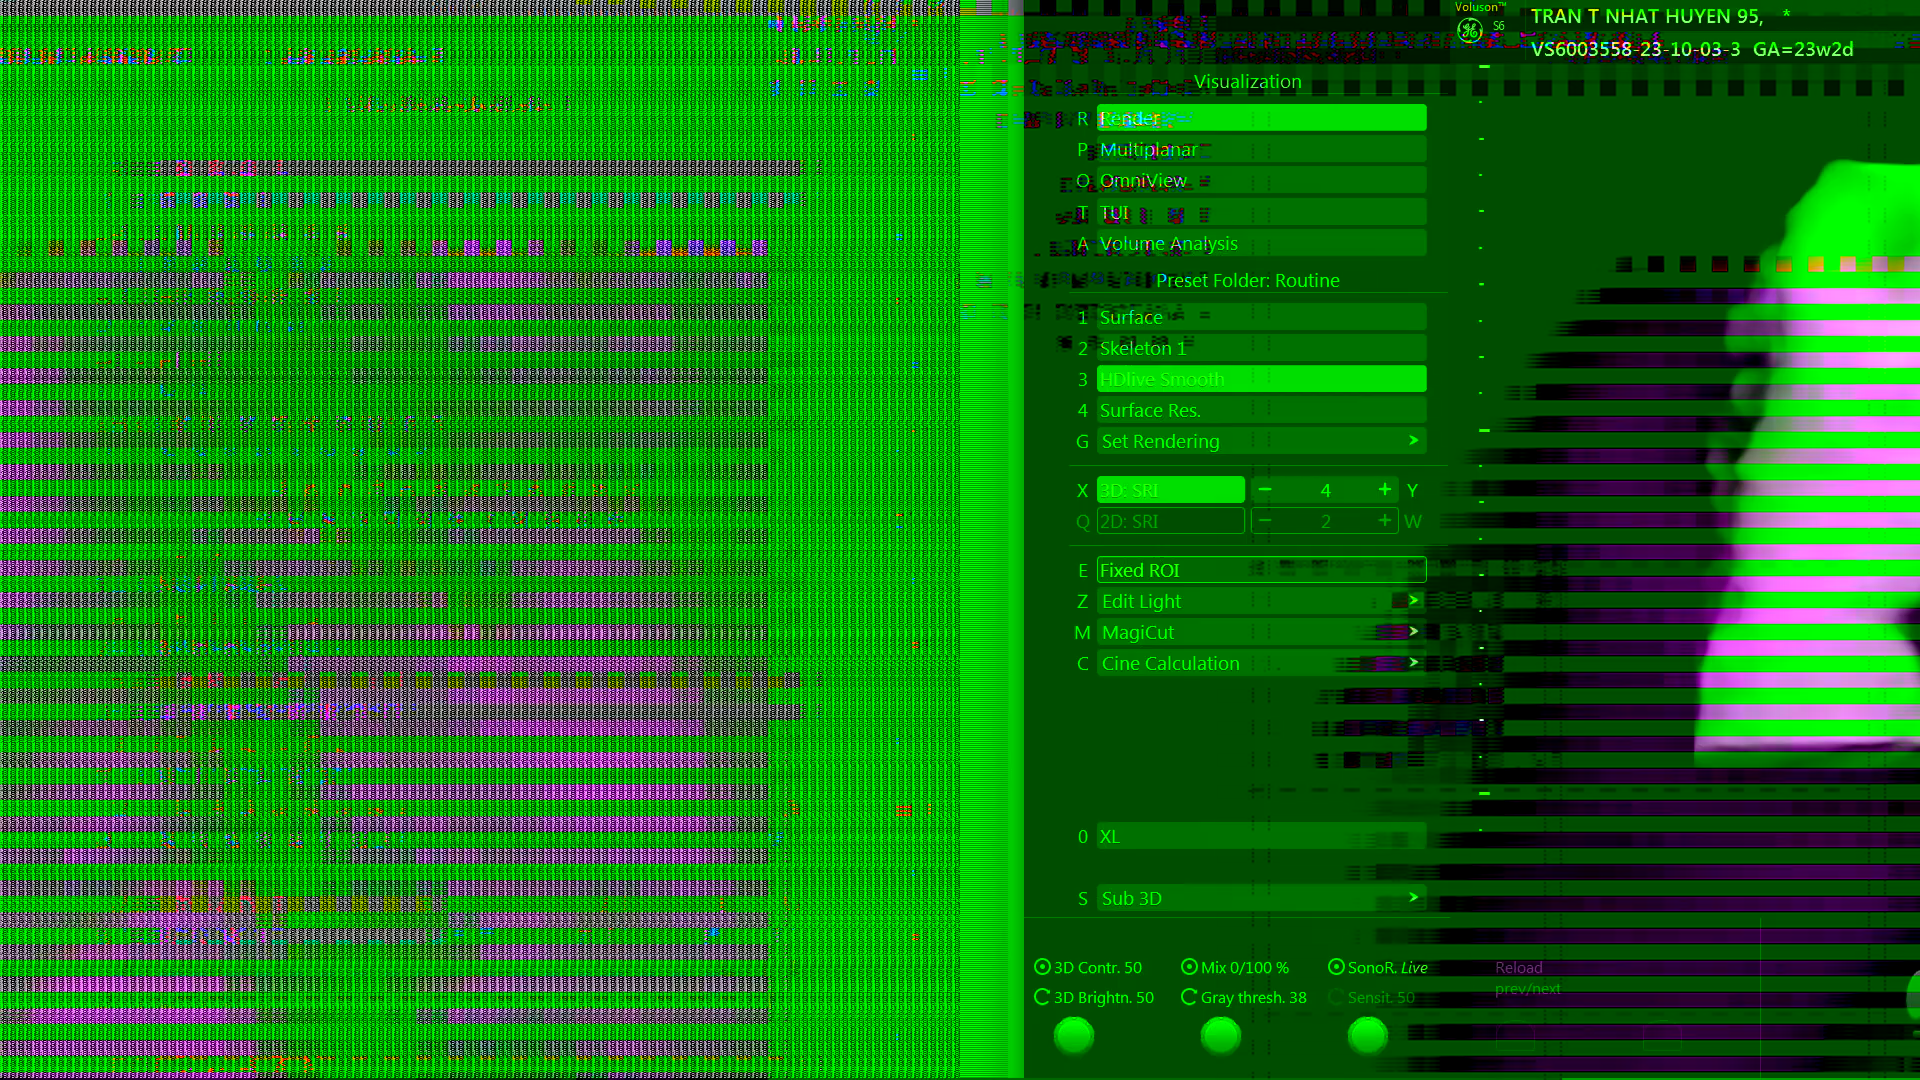 Voluson™
S6
TRAN T NHAT HUYEN 95, *
VS6003558-23-10-03-3 GA=23w2d
Visualization
R Render
P Multiplanar
O OmniView
T TUI
A Volume Analysis
Preset Folder: Routine
1 Surface
2 Skeleton 1
3 HDlive Smooth
4 Surface Res.
G Set Rendering >
X 3D: SRI − 4 + Y
Q 2D: SRI − 2 + W
E Fixed ROI
Z Edit Light >
M MagiCut >
C Cine Calculation >
0 XL
S Sub 3D >
3D Contr. 50 Mix 0/100 % SonoR. Live Reload
3D Brightn. 50 Gray thresh. 38 Sensit. 50 prev/next